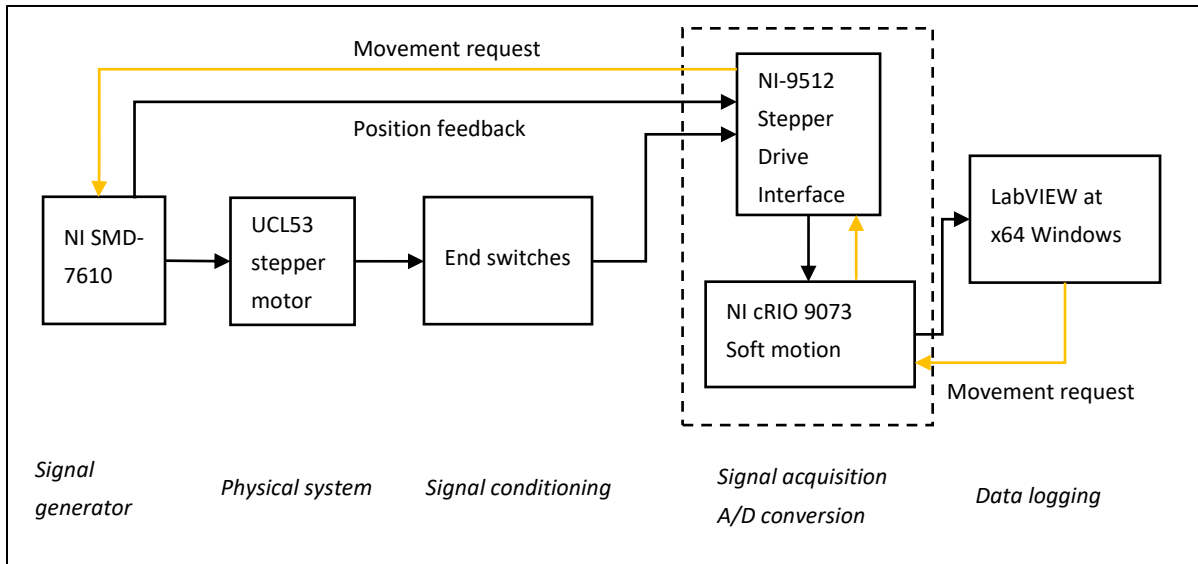 Movement request
Position feedback
NI SMD-
7610
UCL53
stepper
motor
End switches
NI-9512
Stepper
Drive
Interface
NI cRIO 9073
Soft motion
LabVIEW at
x64 Windows
Movement request
Signal
generator
Physical system
Signal conditioning
Signal acquisition
A/D conversion
Data logging